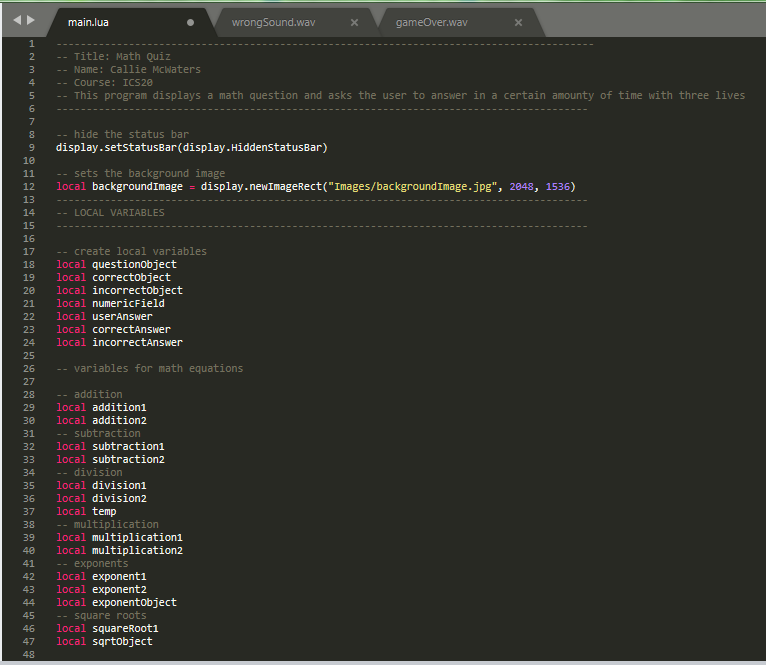 main.lua ● wrongSound.wav × gameOver.wav ×
1 -----------------------------------------------------------------------------------------
2 -- Title: Math Quiz
3 -- Name: Callie McWaters
4 -- Course: ICS20
5 -- This program displays a math question and asks the user to answer in a certain amounty of time with three lives
6 ----------------------------------------------------------------------------------------
7
8 -- hide the status bar
9 display.setStatusBar(display.HiddenStatusBar)
10
11 -- sets the background image
12 local backgroundImage = display.newImageRect("Images/backgroundImage.jpg", 2048, 1536)
13 ----------------------------------------------------------------------------------------
14 -- LOCAL VARIABLES
15 ----------------------------------------------------------------------------------------
16
17 -- create local variables
18 local questionObject
19 local correctObject
20 local incorrectObject
21 local numericField
22 local userAnswer
23 local correctAnswer
24 local incorrectAnswer
25
26 -- variables for math equations
27
28 -- addition
29 local addition1
30 local addition2
31 -- subtraction
32 local subtraction1
33 local subtraction2
34 -- division
35 local division1
36 local division2
37 local temp
38 -- multiplication
39 local multiplication1
40 local multiplication2
41 -- exponents
42 local exponent1
43 local exponent2
44 local exponentObject
45 -- square roots
46 local squareRoot1
47 local sqrtObject
48